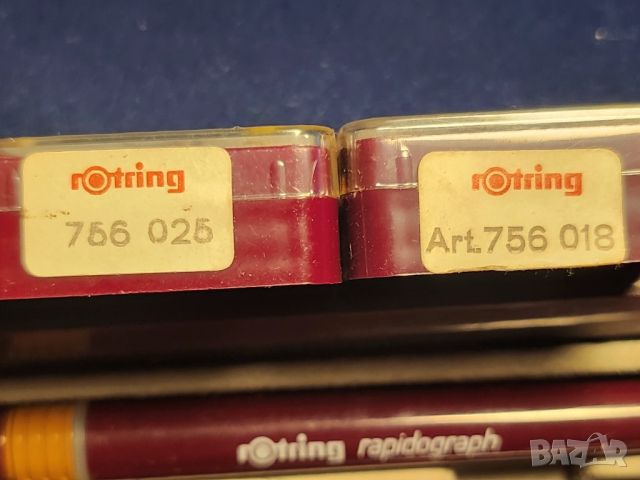 rotring
756 025
rotring
Art. 756 018
rotring rapidograph
BAZAR